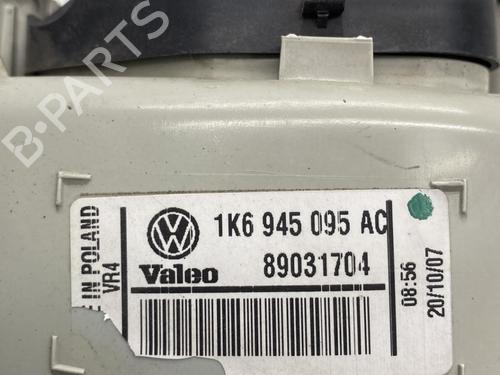 B-PARTS
1K6 945 095 AC
Valeo
89031704
E IN POLAND
VR4
08:56
20/10/07